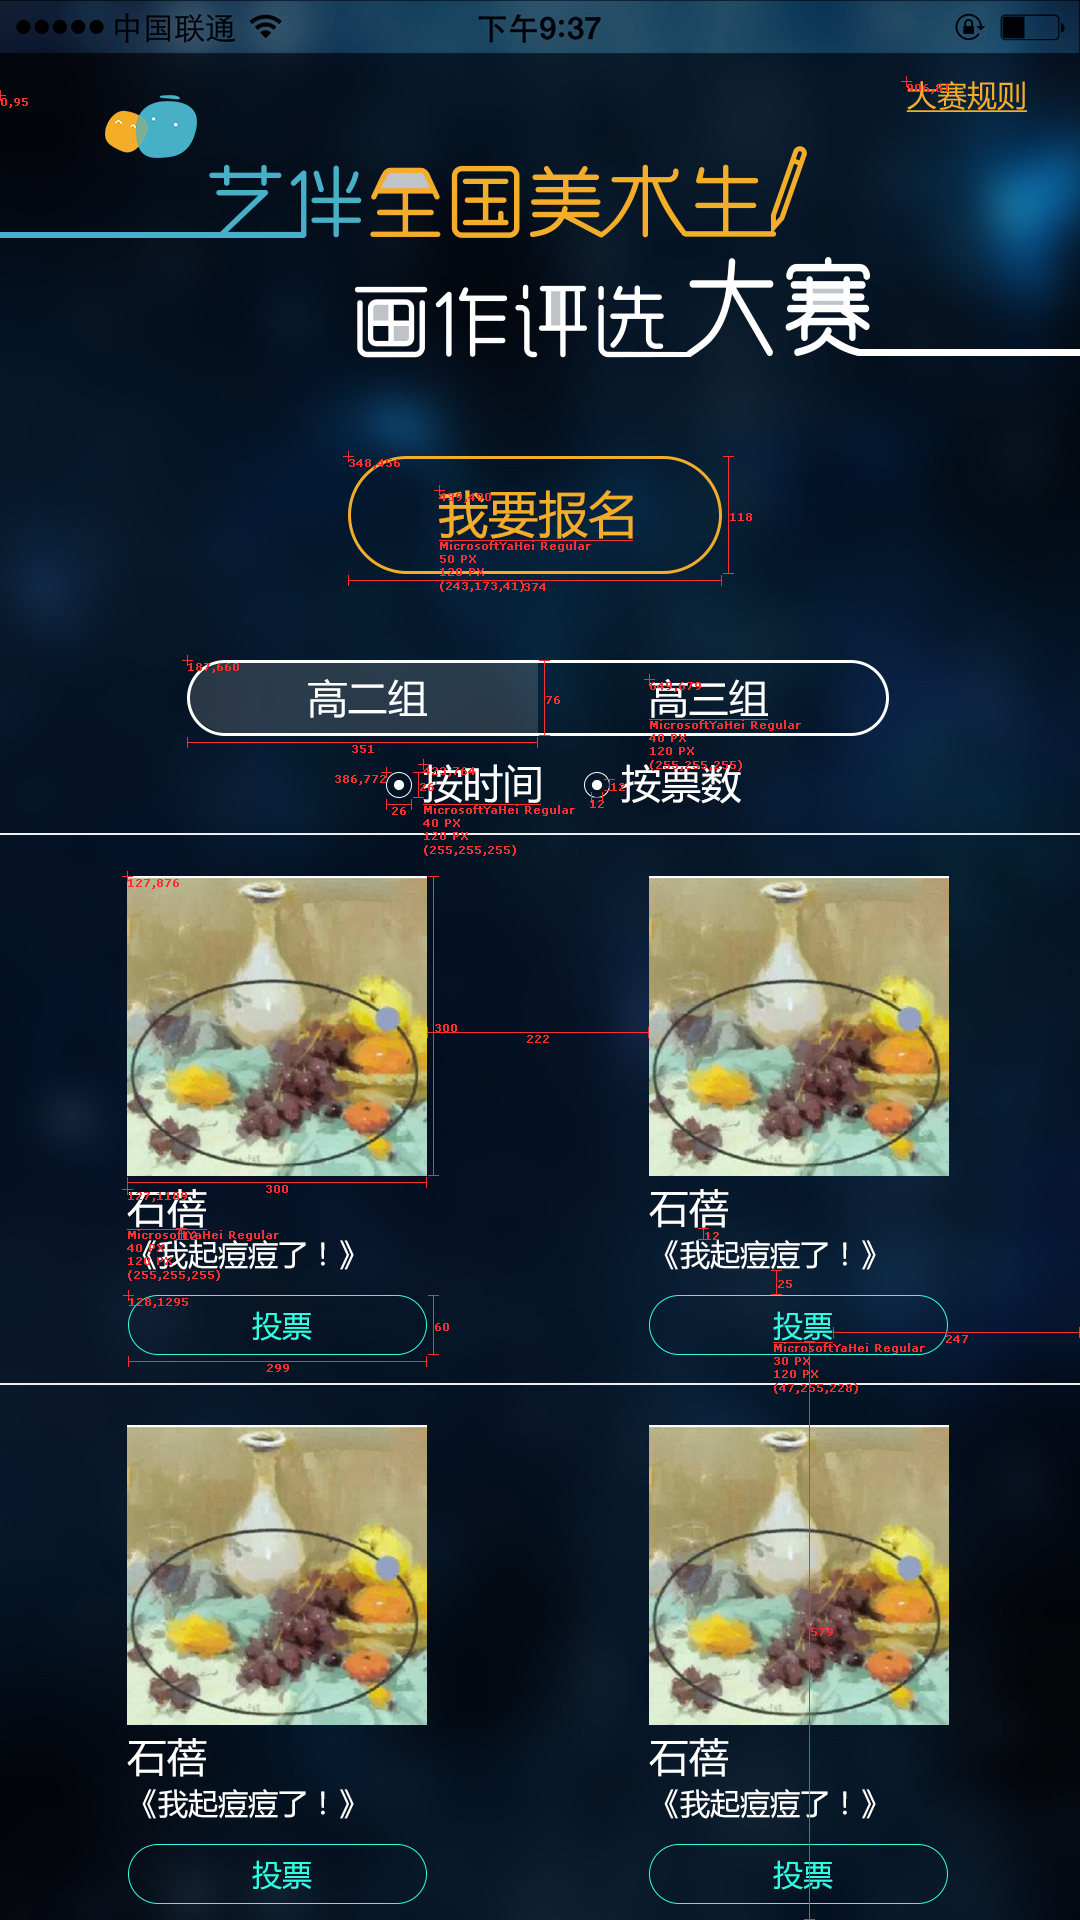 中国联通 下午9:37
0,95
大赛规则
艺伴全国美术生
画作评选大赛
348,456
我要报名
118
MicrosoftYaHei Regular
50 PX
120 PX
(243,173,41)
374
187,660
高二组
76
649,679
高三组
MicrosoftYaHei Regular
40 PX
120 PX
(255,255,255)
351
386,772
26
按时间
26
12
12
按票数
MicrosoftYaHei Regular
40 PX
120 PX
(255,255,255)
127,876
300
222
300
127,1189
石蓓
石蓓
MicrosoftYaHei Regular
40 PX
120 PX
(255,255,255)
12
12
《我起痘痘了！》
《我起痘痘了！》
25
128,1295
投票
60
投票
247
299
MicrosoftYaHei Regular
30 PX
120 PX
(47,255,228)
579
石蓓
石蓓
《我起痘痘了！》
《我起痘痘了！》
投票
投票